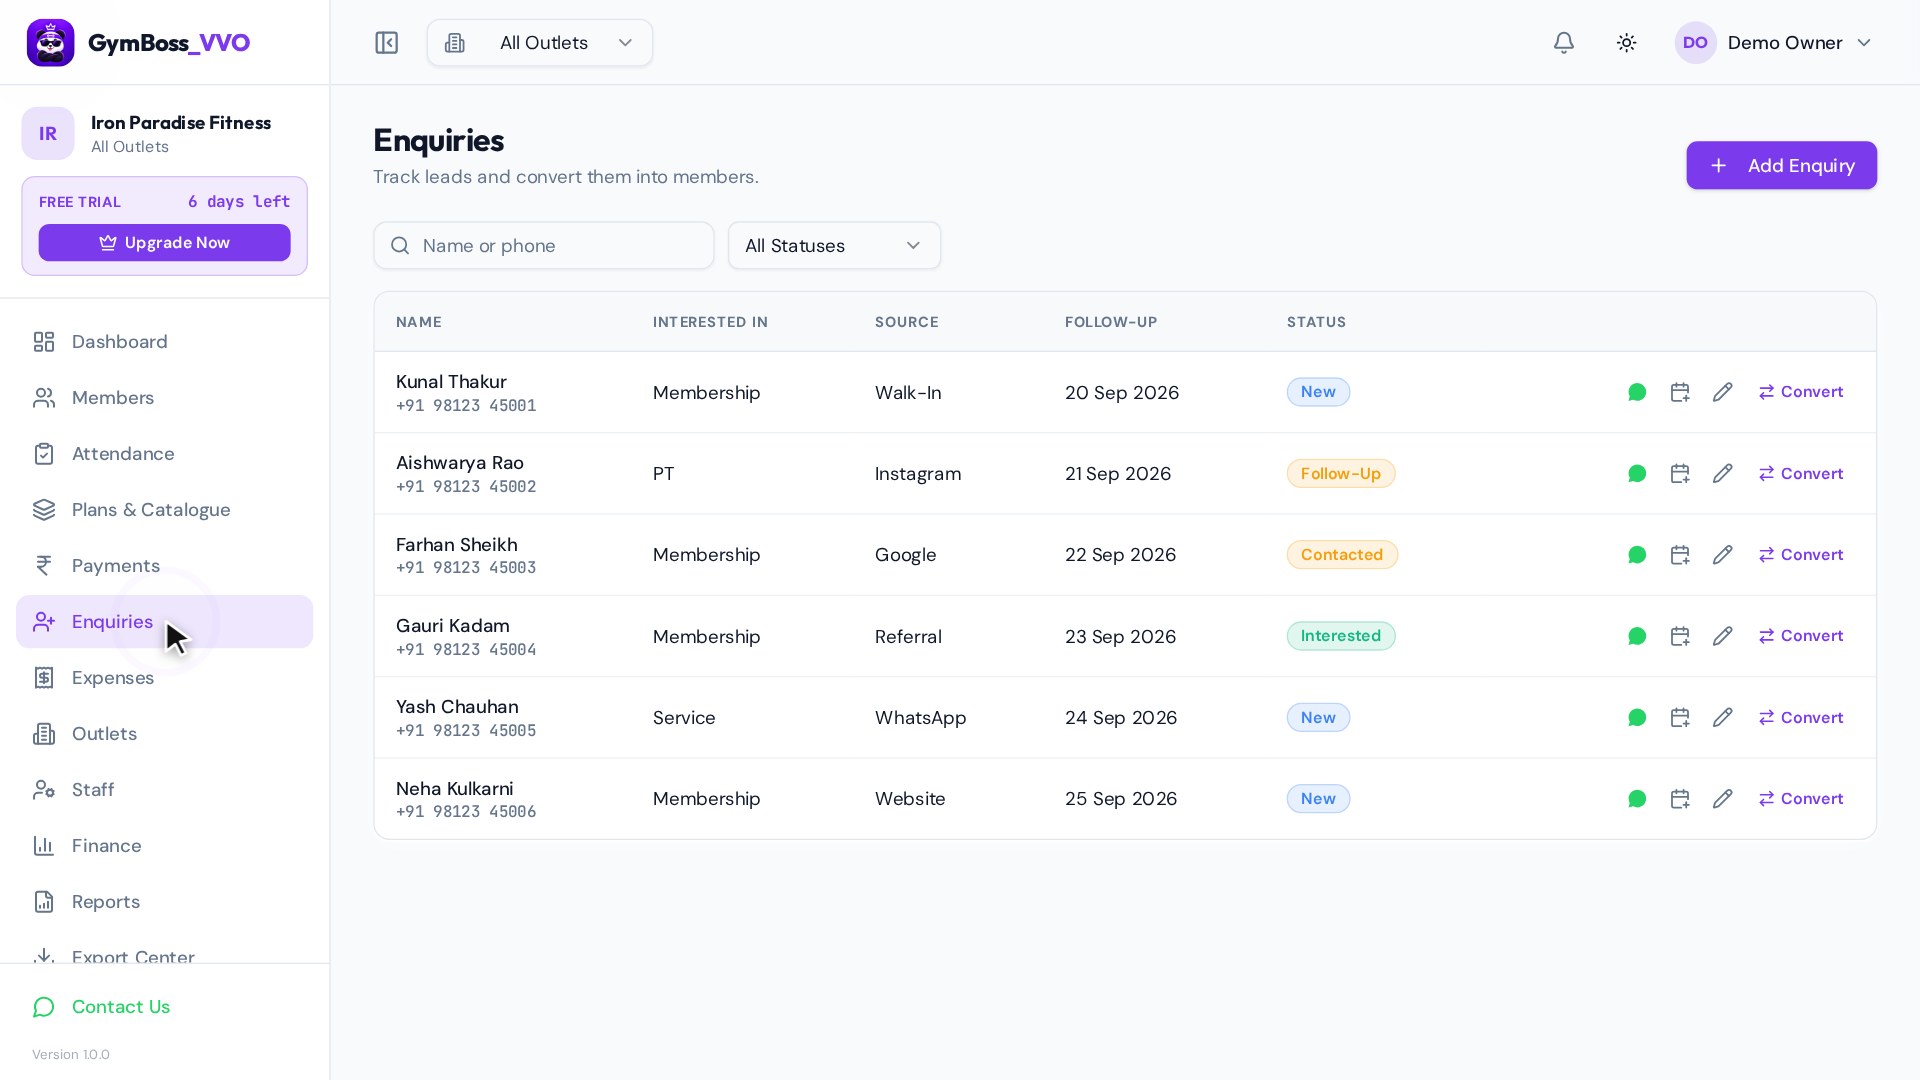 GymBoss_VVO
All Outlets
DO
Demo Owner
IR
Iron Paradise Fitness
All Outlets
FREE TRIAL
6 days left
Upgrade Now
Dashboard
Members
Attendance
Plans & Catalogue
Payments
Enquiries
Expenses
Outlets
Staff
Finance
Reports
Export Center
Contact Us
Version 1.0.0
Enquiries
Track leads and convert them into members.
Add Enquiry
Name or phone
All Statuses
NAME INTERESTED IN SOURCE FOLLOW-UP STATUS
Kunal Thakur
+91 98123 45001
Membership Walk-In 20 Sep 2026 New Convert
Aishwarya Rao
+91 98123 45002
PT Instagram 21 Sep 2026 Follow-Up Convert
Farhan Sheikh
+91 98123 45003
Membership Google 22 Sep 2026 Contacted Convert
Gauri Kadam
+91 98123 45004
Membership Referral 23 Sep 2026 Interested Convert
Yash Chauhan
+91 98123 45005
Service WhatsApp 24 Sep 2026 New Convert
Neha Kulkarni
+91 98123 45006
Membership Website 25 Sep 2026 New Convert